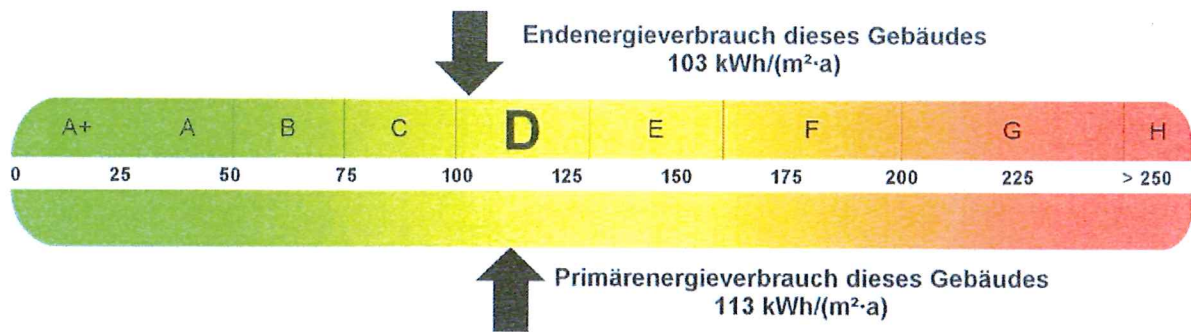 Endenergieverbrauch dieses Gebäudes
103 kWh/(m²·a)
A+ A B C D E F G H
0 25 50 75 100 125 150 175 200 225 > 250
Primärenergieverbrauch dieses Gebäudes
113 kWh/(m²·a)